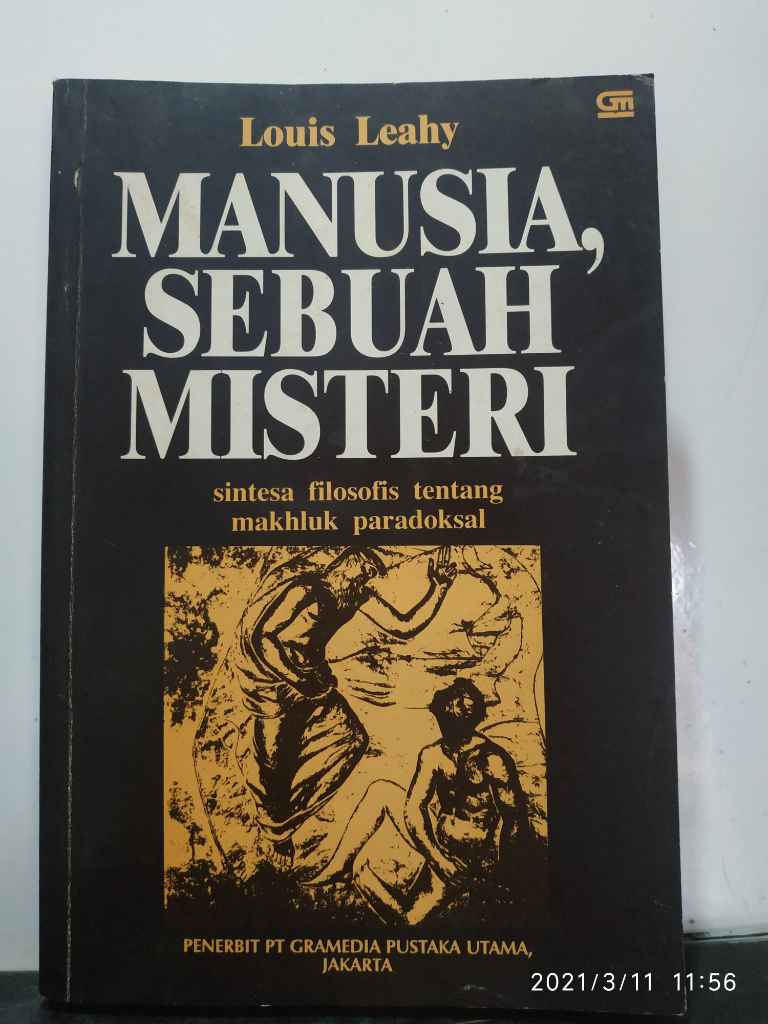 Gm
Louis Leahy
MANUSIA,
SEBUAH
MISTERI
sintesa filosofis tentang
makhluk paradoksal
PENERBIT PT GRAMEDIA PUSTAKA UTAMA,
JAKARTA
2021/3/11 11:56